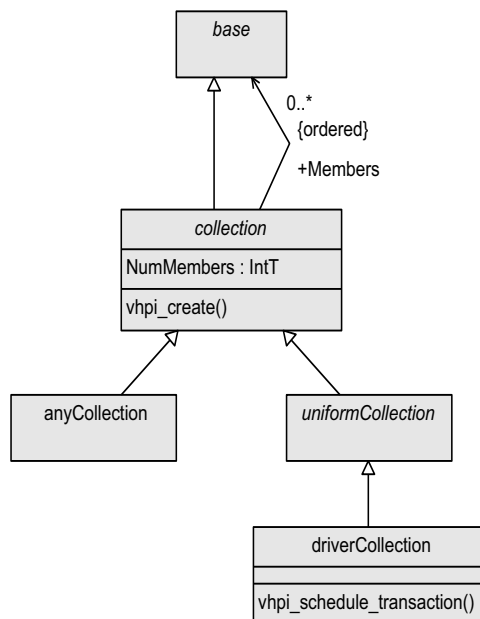 base
0..*
{ordered}
+Members
collection
NumMembers : IntT
vhpi_create()
anyCollection
uniformCollection
driverCollection
vhpi_schedule_transaction()